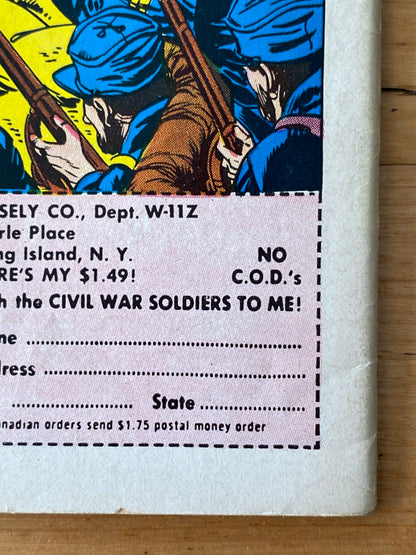 SELY CO., Dept. W-11Z
rle Place
ng Island, N. Y. NO
RE'S MY $1.49! C.O.D.'s
h the CIVIL WAR SOLDIERS TO ME!
me
dress
State
nadian orders send $1.75 postal money order